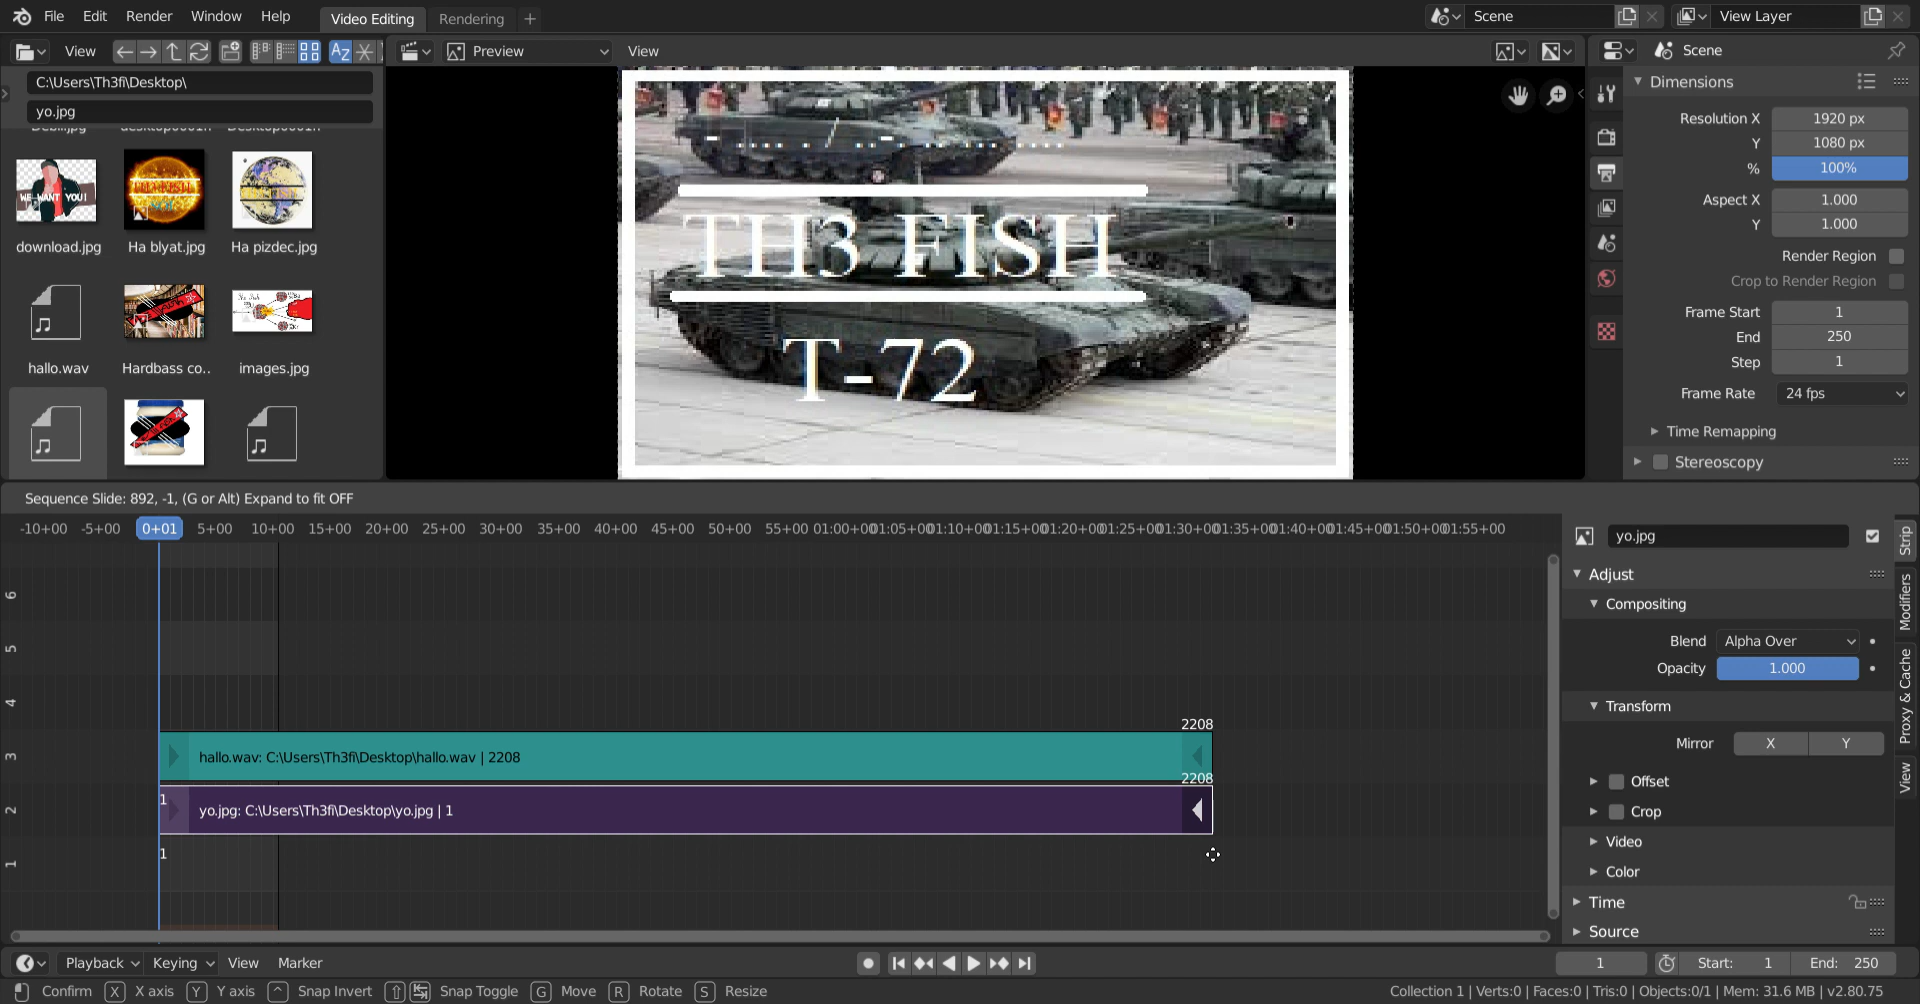 File Edit Render Window Help Video Editing Rendering + Scene View Layer
View Preview View Scene
C:\Users\Th3fi\Desktop\
yo.jpg
Dimensions
Resolution X 1920 px
Y 1080 px
% 100%
Aspect X 1.000
Y 1.000
Render Region
Crop to Render Region
Frame Start 1
End 250
Step 1
Frame Rate 24 fps
Time Remapping
Stereoscopy
WE WANT YOU!
download.jpg Ha blyat.jpg Ha pizdec.jpg
hallo.wav Hardbass co.. images.jpg
TH3 FISH
T-72
Sequence Slide: 892, -1, (G or Alt) Expand to fit OFF
-10+00 -5+00 0+01 5+00 10+00 15+00 20+00 25+00 30+00 35+00 40+00 45+00 50+00 55+00 01:00+00 01:05+00 01:10+00 01:15+00 01:20+00 01:25+00 01:30+00 01:35+00 01:40+00 01:45+00 01:50+00 01:55+00
6
5
4
3
2
1
2208
hallo.wav: C:\Users\Th3fi\Desktop\hallo.wav | 2208
2208
1
yo.jpg: C:\Users\Th3fi\Desktop\yo.jpg | 1
1
yo.jpg
Adjust
Compositing
Blend Alpha Over
Opacity 1.000
Transform
Mirror X Y
Offset
Crop
Video
Color
Time
Source
Strip
Modifiers
Proxy & Cache
View
Playback Keying View Marker 1 Start: 1 End: 250
Confirm X X axis Y Y axis ^ Snap Invert Snap Toggle G Move R Rotate S Resize Collection 1 | Verts:0 | Faces:0 | Tris:0 | Objects:0/1 | Mem: 31.6 MB | v2.80.75